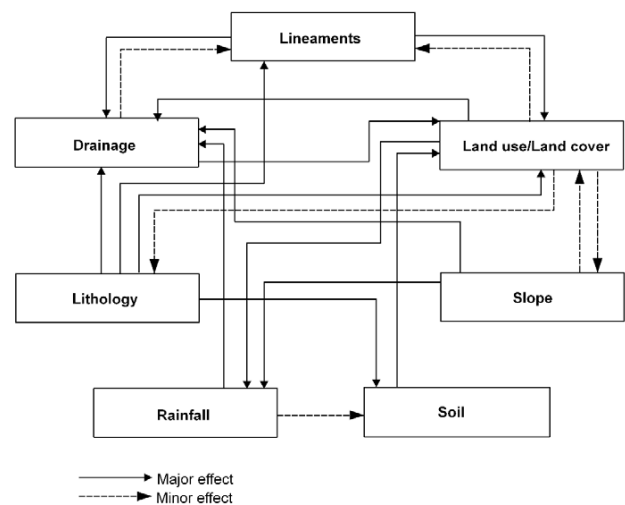 Lineaments
Drainage
Land use/Land cover
Lithology
Slope
Rainfall
Soil
Major effect
Minor effect